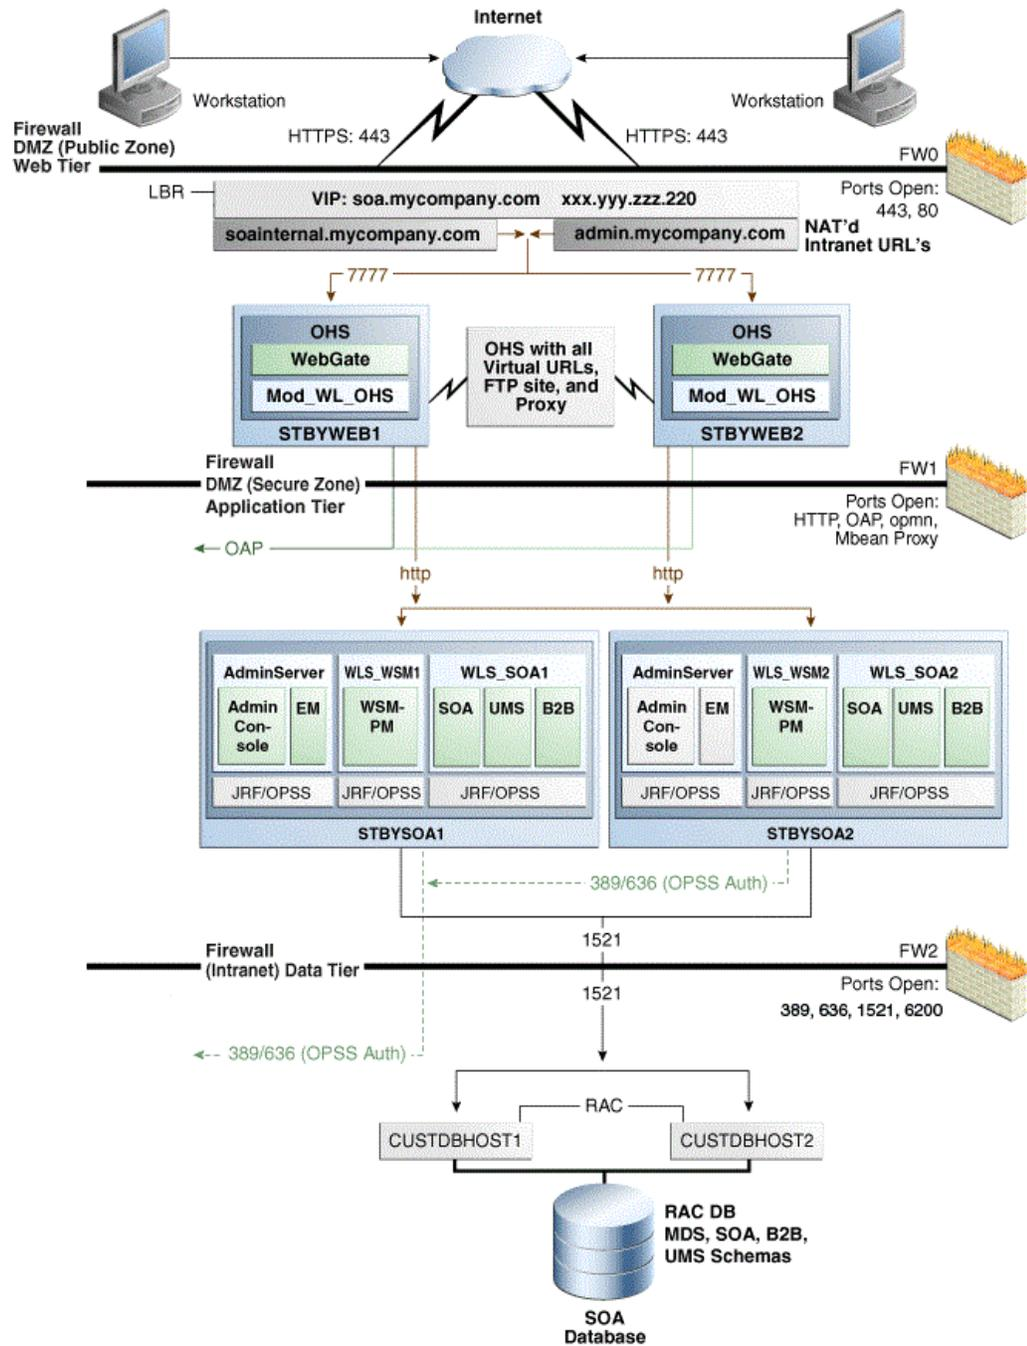 Internet
Workstation
Workstation
HTTPS: 443
HTTPS: 443
Firewall
DMZ (Public Zone)
Web Tier
FW0
Ports Open:
443, 80
LBR
VIP: soa.mycompany.com xxx.yyy.zzz.220
soainternal.mycompany.com
admin.mycompany.com
NAT'd
Intranet URL's
7777
7777
OHS
WebGate
Mod_WL_OHS
STBYWEB1
OHS with all
Virtual URLs,
FTP site, and
Proxy
OHS
WebGate
Mod_WL_OHS
STBYWEB2
Firewall
DMZ (Secure Zone)
Application Tier
FW1
Ports Open:
HTTP, OAP, opmn,
Mbean Proxy
OAP
http
http
AdminServer
Admin
Con-
sole
EM
WLS_WSM1
WSM-
PM
WLS_SOA1
SOA
UMS
B2B
JRF/OPSS
JRF/OPSS
JRF/OPSS
STBYSOA1
AdminServer
Admin
Con-
sole
EM
WLS_WSM2
WSM-
PM
WLS_SOA2
SOA
UMS
B2B
JRF/OPSS
JRF/OPSS
JRF/OPSS
STBYSOA2
389/636 (OPSS Auth)
1521
Firewall
(Intranet) Data Tier
FW2
Ports Open:
389, 636, 1521, 6200
1521
389/636 (OPSS Auth)
RAC
CUSTDBHOST1
CUSTDBHOST2
RAC DB
MDS, SOA, B2B,
UMS Schemas
SOA
Database